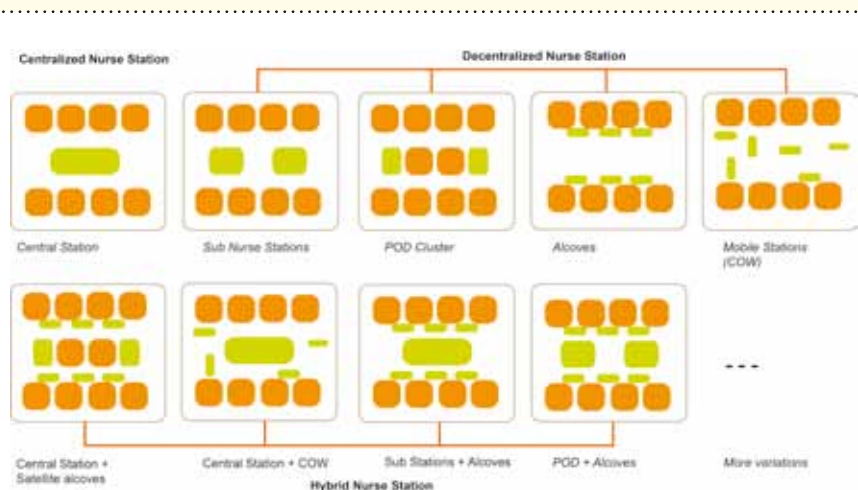 Centralized Nurse Station
Decentralized Nurse Station
Central Station
Sub Nurse Stations
POD Cluster
Alcoves
Mobile Stations
(COW)
Central Station +
Satellite alcoves
Central Station + COW
Sub Stations + Alcoves
POD + Alcoves
More variations
Hybrid Nurse Station